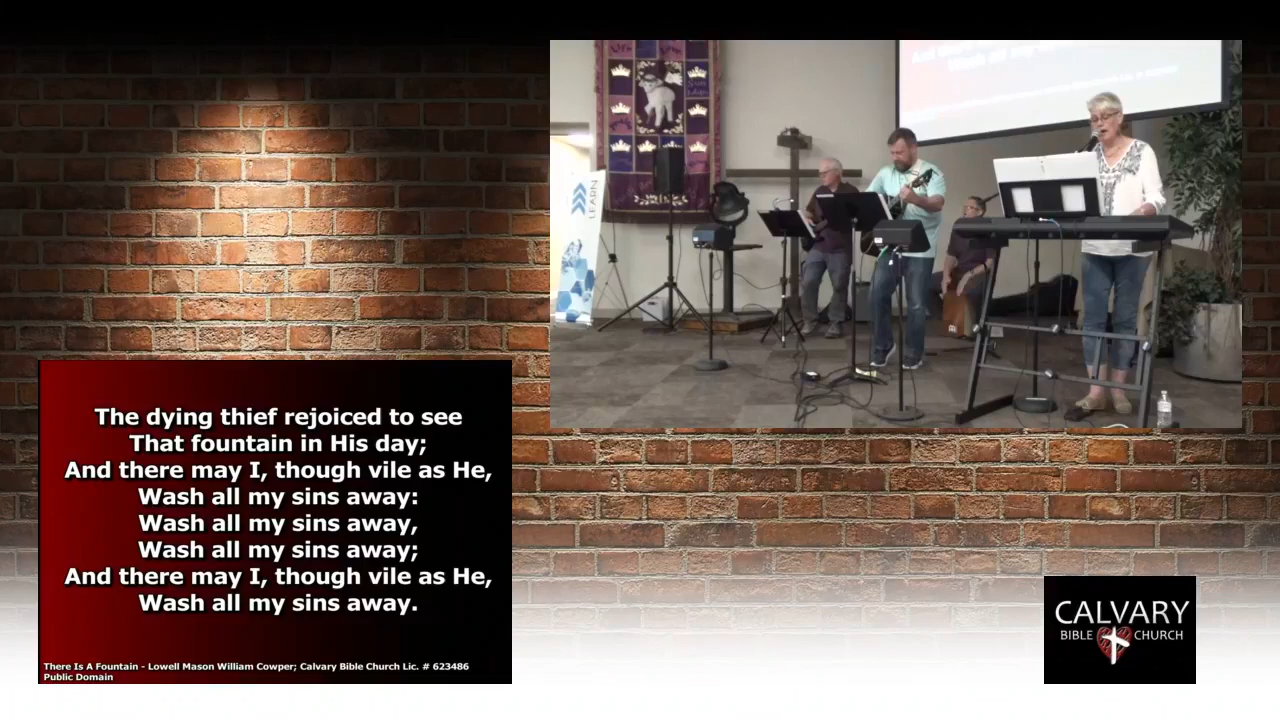 The dying thief rejoiced to see
That fountain in His day;
And there may I, though vile as He,
Wash all my sins away:
Wash all my sins away,
Wash all my sins away;
And there may I, though vile as He,
Wash all my sins away.
There Is A Fountain - Lowell Mason William Cowper; Calvary Bible Church Lic. # 623486
Public Domain
LEARN
Wash all my
CALVARY
BIBLE CHURCH